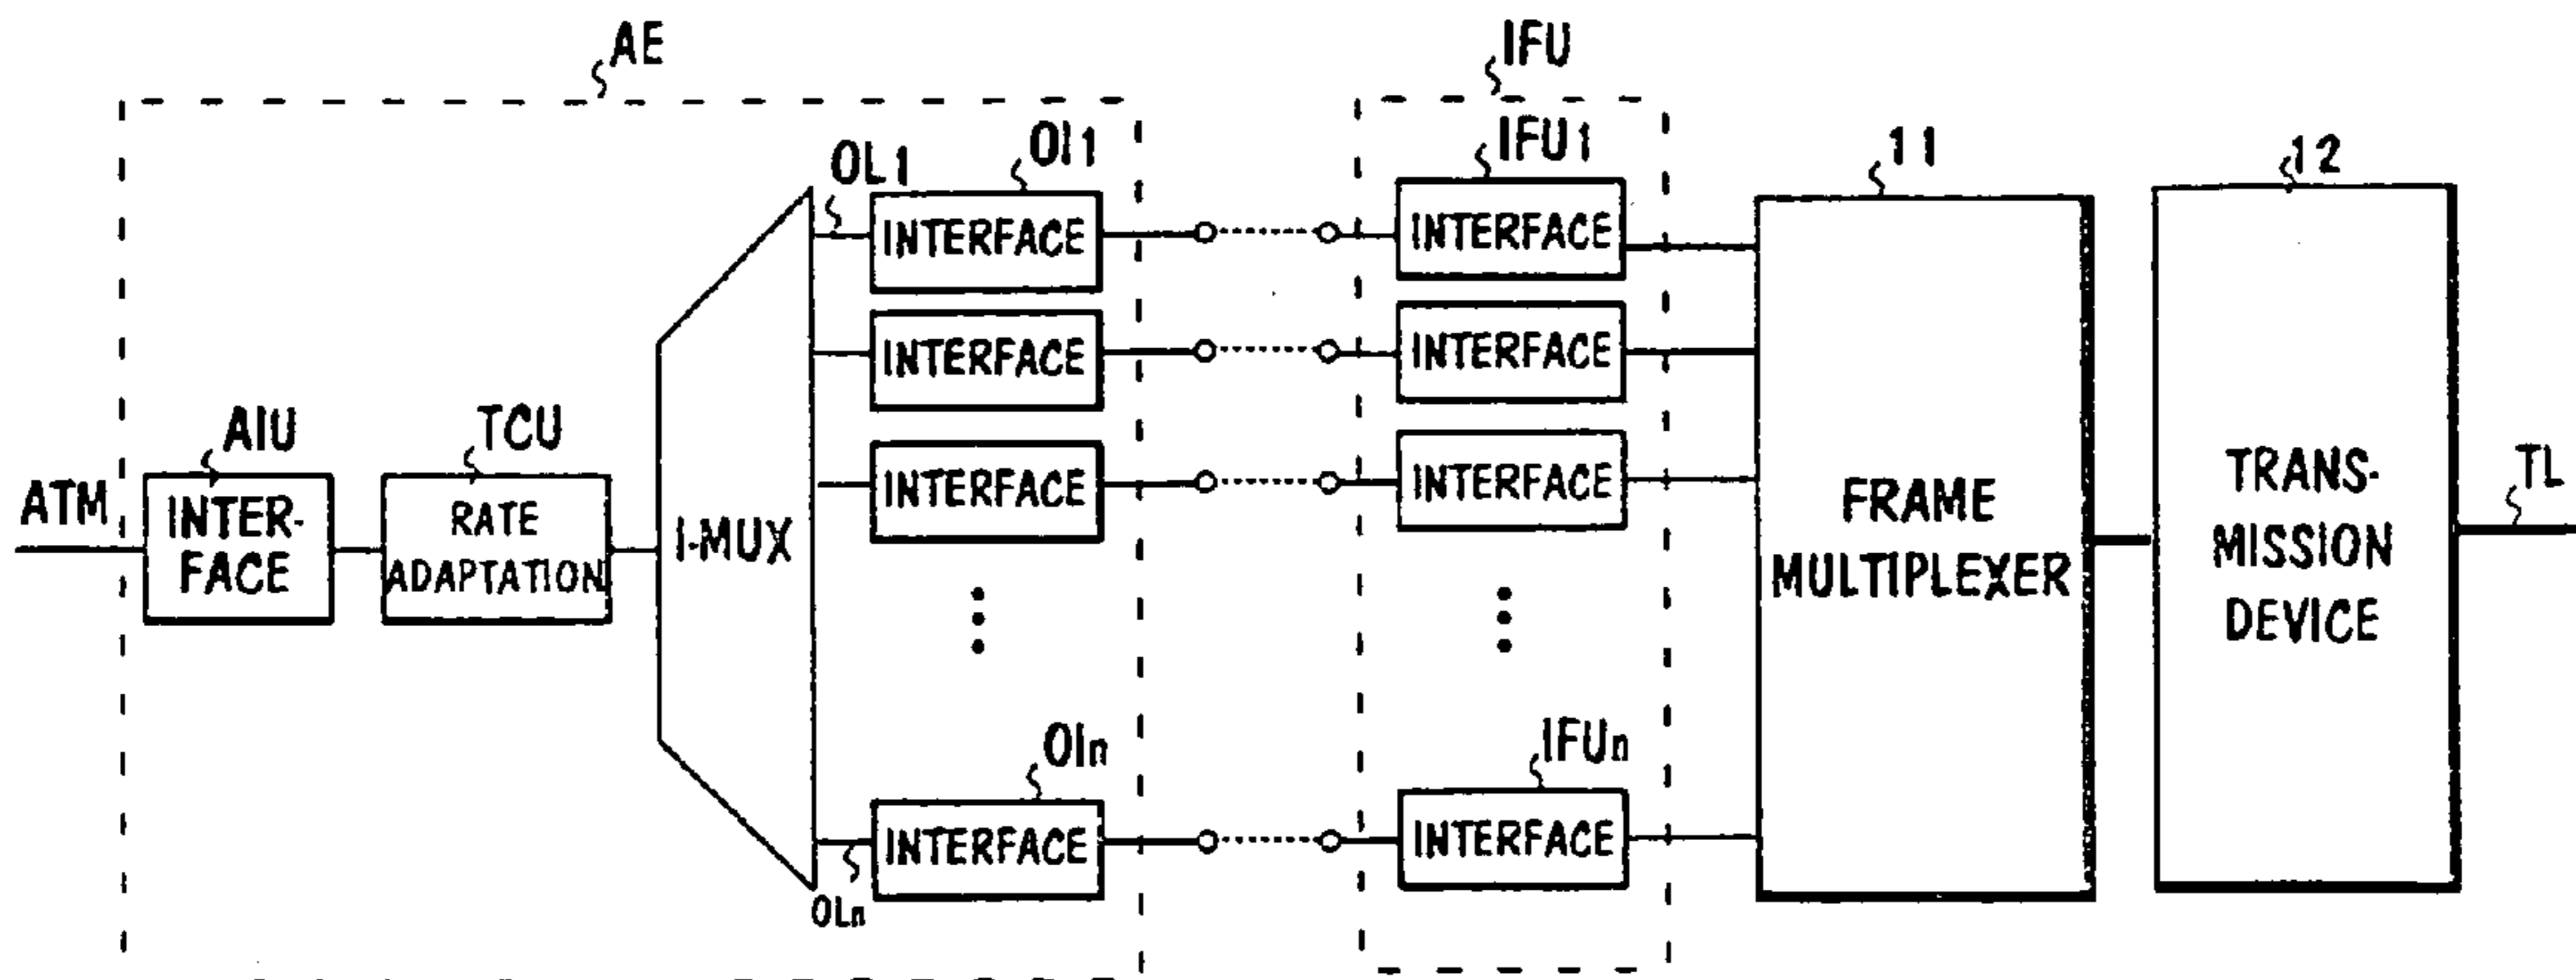 AE
IFU
OL1
OI1
IFU1
11
12
INTERFACE
INTERFACE
INTERFACE
INTERFACE
INTERFACE
INTERFACE
ATM
AIU
TCU
INTER-
FACE
RATE
ADAPTATION
I-MUX
FRAME
MULTIPLEXER
TRANS-
MISSION
DEVICE
TL
OIn
IFUn
INTERFACE
INTERFACE
OLn